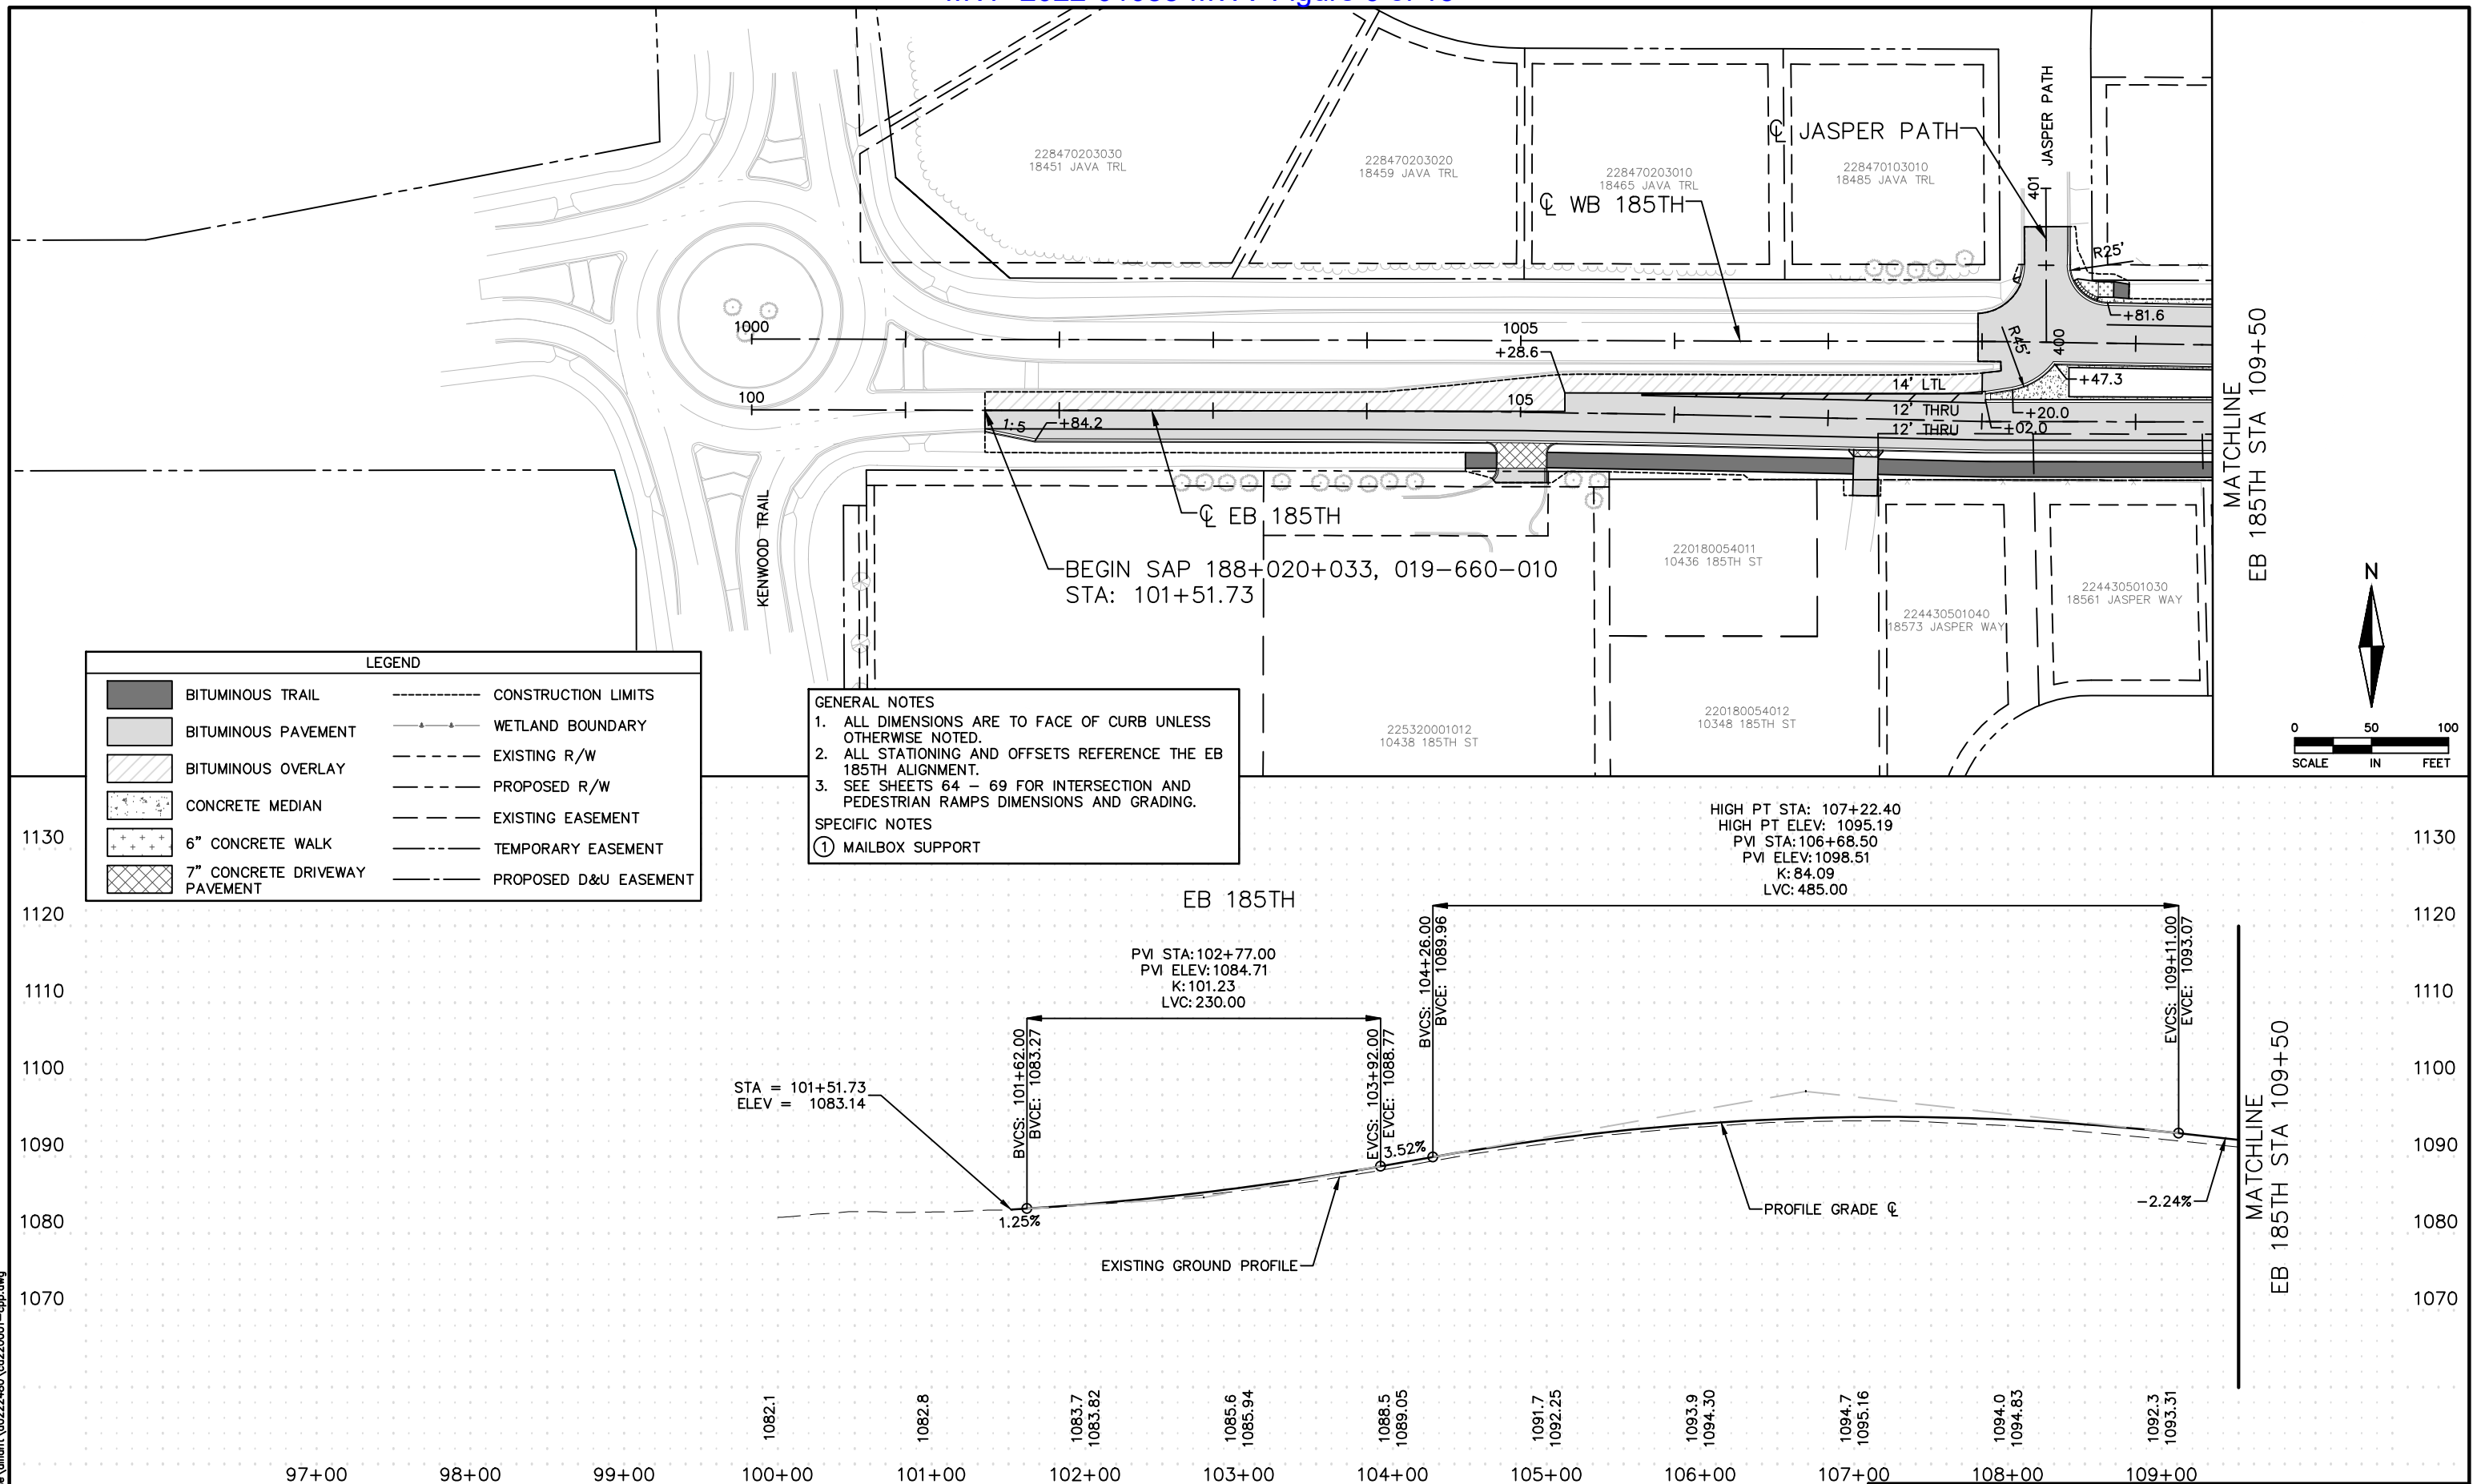 JASPER PATH
℄ JASPER PATH
401
228470203030
18451 JAVA TRL
228470203020
18459 JAVA TRL
228470203010
18465 JAVA TRL
228470103010
18485 JAVA TRL
℄ WB 185TH
R25'
+81.6
1000
1005
+28.6
R45'
400
+47.3
14' LTL
100
105
12' THRU
+20.0
1:5
+84.2
12' THRU
+02.0
MATCHLINE
EB 185TH STA 109+50
KENWOOD TRAIL
℄ EB 185TH
BEGIN SAP 188+020+033, 019-660-010
STA: 101+51.73
220180054011
10436 185TH ST
224430501030
18561 JASPER WAY
224430501040
18573 JASPER WAY
220180054012
10348 185TH ST
225320001012
10438 185TH ST
N
0 50 100
SCALE IN FEET
LEGEND
BITUMINOUS TRAIL
BITUMINOUS PAVEMENT
BITUMINOUS OVERLAY
CONCRETE MEDIAN
6" CONCRETE WALK
7" CONCRETE DRIVEWAY
PAVEMENT
CONSTRUCTION LIMITS
WETLAND BOUNDARY
EXISTING R/W
PROPOSED R/W
EXISTING EASEMENT
TEMPORARY EASEMENT
PROPOSED D&U EASEMENT
GENERAL NOTES
1. ALL DIMENSIONS ARE TO FACE OF CURB UNLESS
OTHERWISE NOTED.
2. ALL STATIONING AND OFFSETS REFERENCE THE EB
185TH ALIGNMENT.
3. SEE SHEETS 64 - 69 FOR INTERSECTION AND
PEDESTRIAN RAMPS DIMENSIONS AND GRADING.
SPECIFIC NOTES
1 MAILBOX SUPPORT
1130
1120
1110
1100
1090
1080
1070
EB 185TH
HIGH PT STA: 107+22.40
HIGH PT ELEV: 1095.19
PVI STA:106+68.50
PVI ELEV:1098.51
K:84.09
LVC:485.00
PVI STA:102+77.00
PVI ELEV:1084.71
K:101.23
LVC:230.00
STA = 101+51.73
ELEV = 1083.14
BVCS: 101+62.00
BVCE: 1083.27
EVCS: 103+92.00
EVCE: 1088.77
BVCS: 104+26.00
BVCE: 1089.96
EVCS: 109+11.00
EVCE: 1093.07
1.25%
3.52%
-2.24%
EXISTING GROUND PROFILE
PROFILE GRADE ℄
MATCHLINE
EB 185TH STA 109+50
1130
1120
1110
1100
1090
1080
1070
1082.1
1082.8
1083.7
1083.82
1085.6
1085.94
1088.5
1089.05
1091.7
1092.25
1093.9
1094.30
1094.7
1095.16
1094.0
1094.83
1092.3
1093.31
97+00 98+00 99+00 100+00 101+00 102+00 103+00 104+00 105+00 106+00 107+00 108+00 109+00